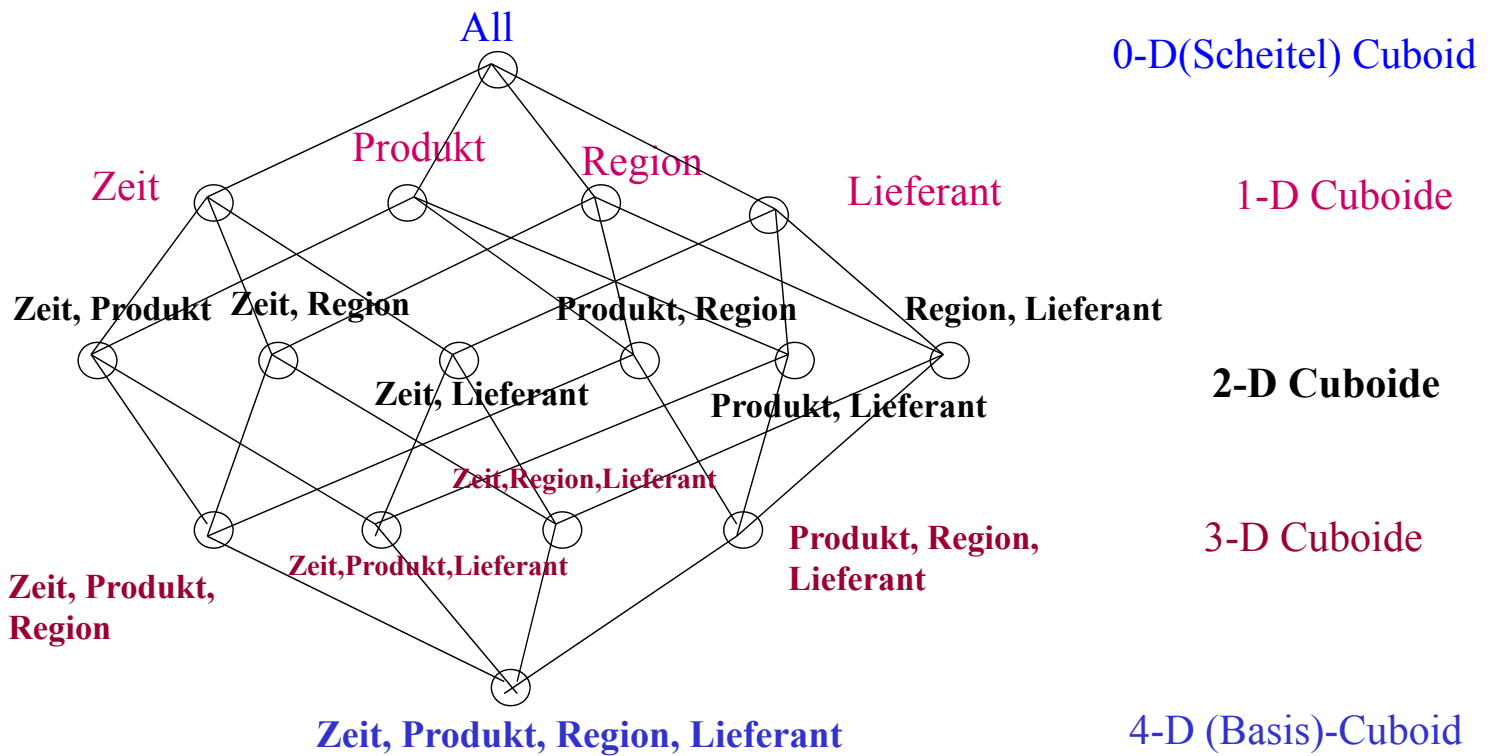 All
0-D(Scheitel) Cuboid
Zeit
Produkt
Region
Lieferant
1-D Cuboide
Zeit, Produkt
Zeit, Region
Produkt, Region
Region, Lieferant
Zeit, Lieferant
Produkt, Lieferant
2-D Cuboide
Zeit,Region,Lieferant
Zeit, Produkt,
Region
Zeit,Produkt,Lieferant
Produkt, Region,
Lieferant
3-D Cuboide
Zeit, Produkt, Region, Lieferant
4-D (Basis)-Cuboid